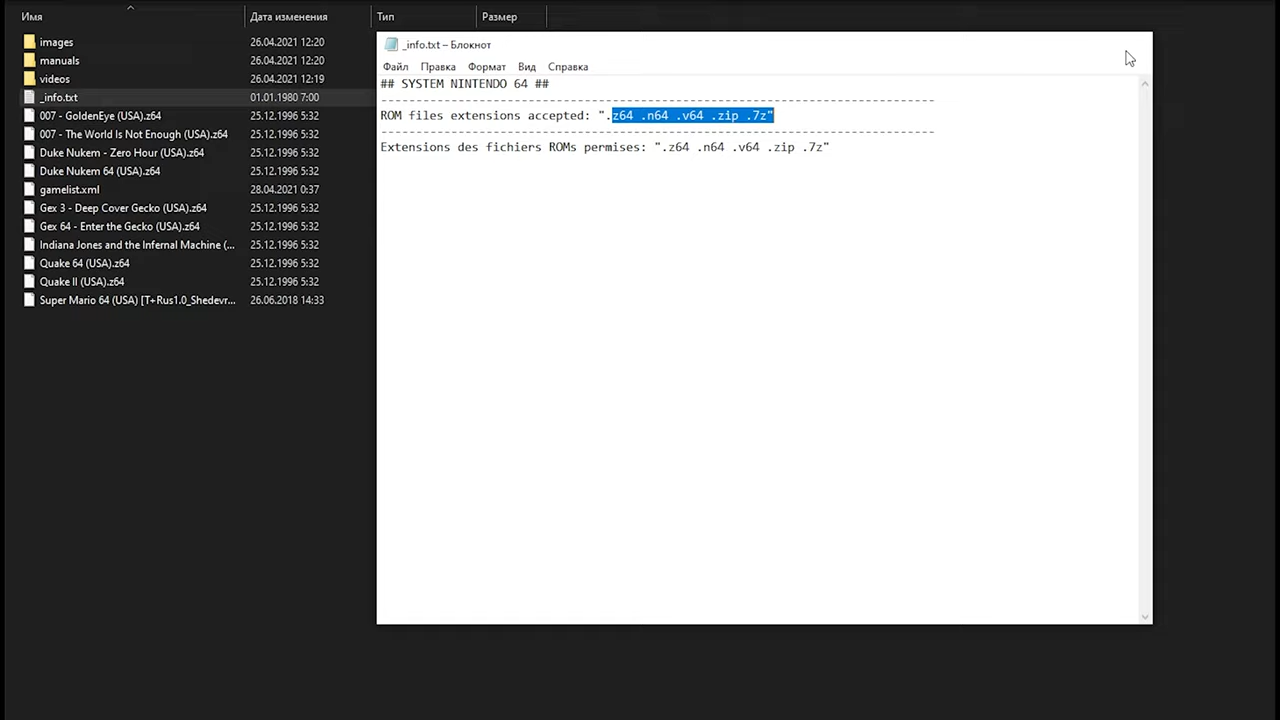 Имя Дата изменения Тип Размер
images 26.04.2021 12:20
manuals 26.04.2021 12:20
videos 26.04.2021 12:19
_info.txt 01.01.1980 7:00
007 - GoldenEye (USA).z64 25.12.1996 5:32
007 - The World Is Not Enough (USA).z64 25.12.1996 5:32
Duke Nukem - Zero Hour (USA).z64 25.12.1996 5:32
Duke Nukem 64 (USA).z64 25.12.1996 5:32
gamelist.xml 28.04.2021 0:37
Gex 3 - Deep Cover Gecko (USA).z64 25.12.1996 5:32
Gex 64 - Enter the Gecko (USA).z64 25.12.1996 5:32
Indiana Jones and the Infernal Machine (... 25.12.1996 5:32
Quake 64 (USA).z64 25.12.1996 5:32
Quake II (USA).z64 25.12.1996 5:32
Super Mario 64 (USA) [T+Rus1.0_Shedevr... 26.06.2018 14:33
_info.txt – Блокнот
Файл Правка Формат Вид Справка
## SYSTEM NINTENDO 64 ##
-------------------------------------------------------------------------------
ROM files extensions accepted: ".z64 .n64 .v64 .zip .7z"
-------------------------------------------------------------------------------
Extensions des fichiers ROMs permises: ".z64 .n64 .v64 .zip .7z"